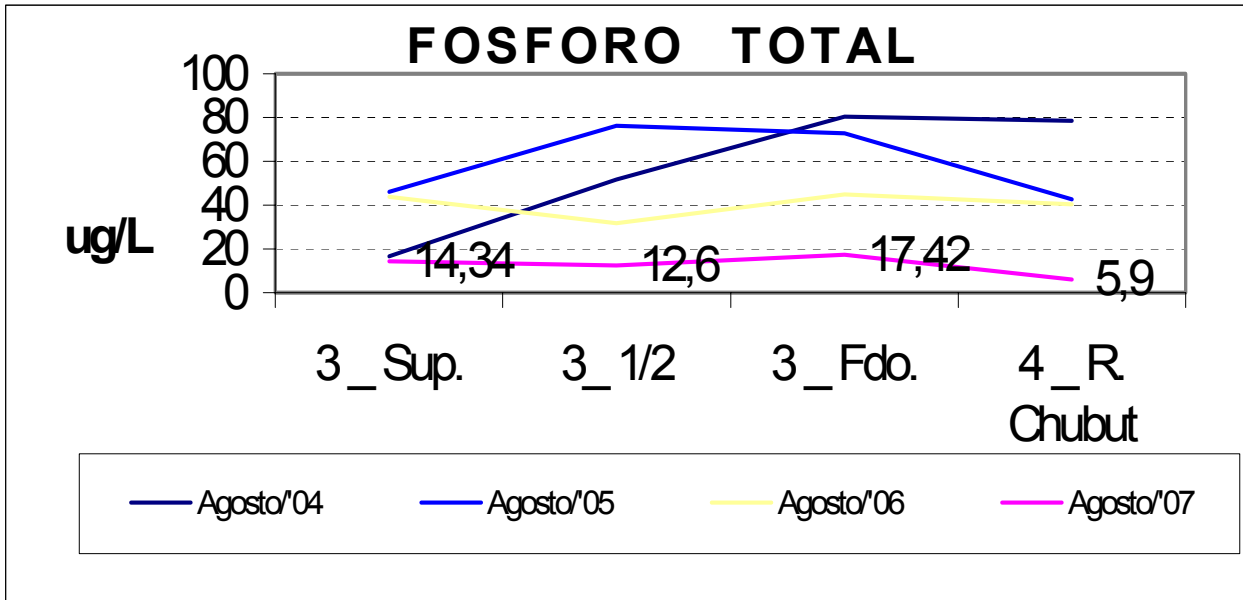 FOSFORO TOTAL
100
80
60
40
20
0
ug/L
14,34
12,6
17,42
5,9
3 _ Sup.
3_ 1/2
3 _ Fdo.
4 _ R.
Chubut
Agosto/'04
Agosto/'05
Agosto/'06
Agosto/'07